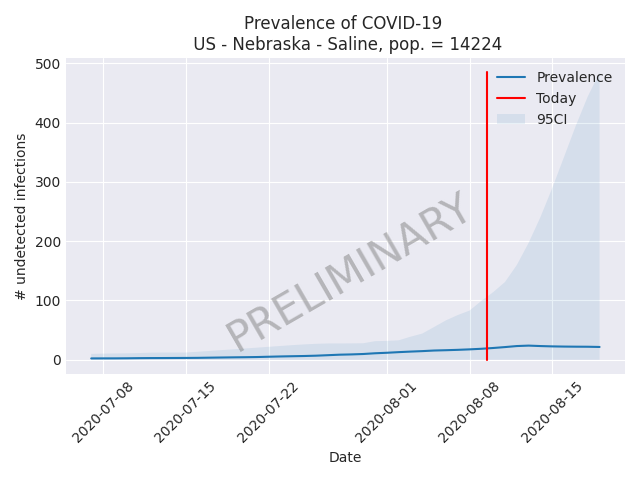 Prevalence of COVID-19
US - Nebraska - Saline, pop. = 14224
500
400
300
200
100
0
# undetected infections
Prevalence
Today
95CI
PRELIMINARY
2020-07-08
2020-07-15
2020-07-22
2020-08-01
2020-08-08
2020-08-15
Date